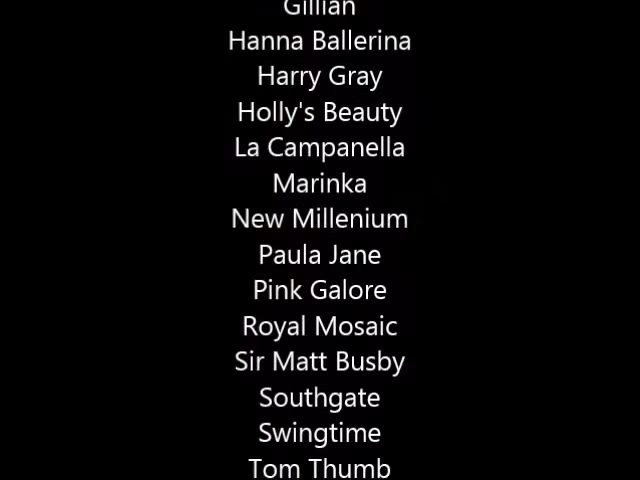 Gillian
Hanna Ballerina
Harry Gray
Holly's Beauty
La Campanella
Marinka
New Millenium
Paula Jane
Pink Galore
Royal Mosaic
Sir Matt Busby
Southgate
Swingtime
Tom Thumb